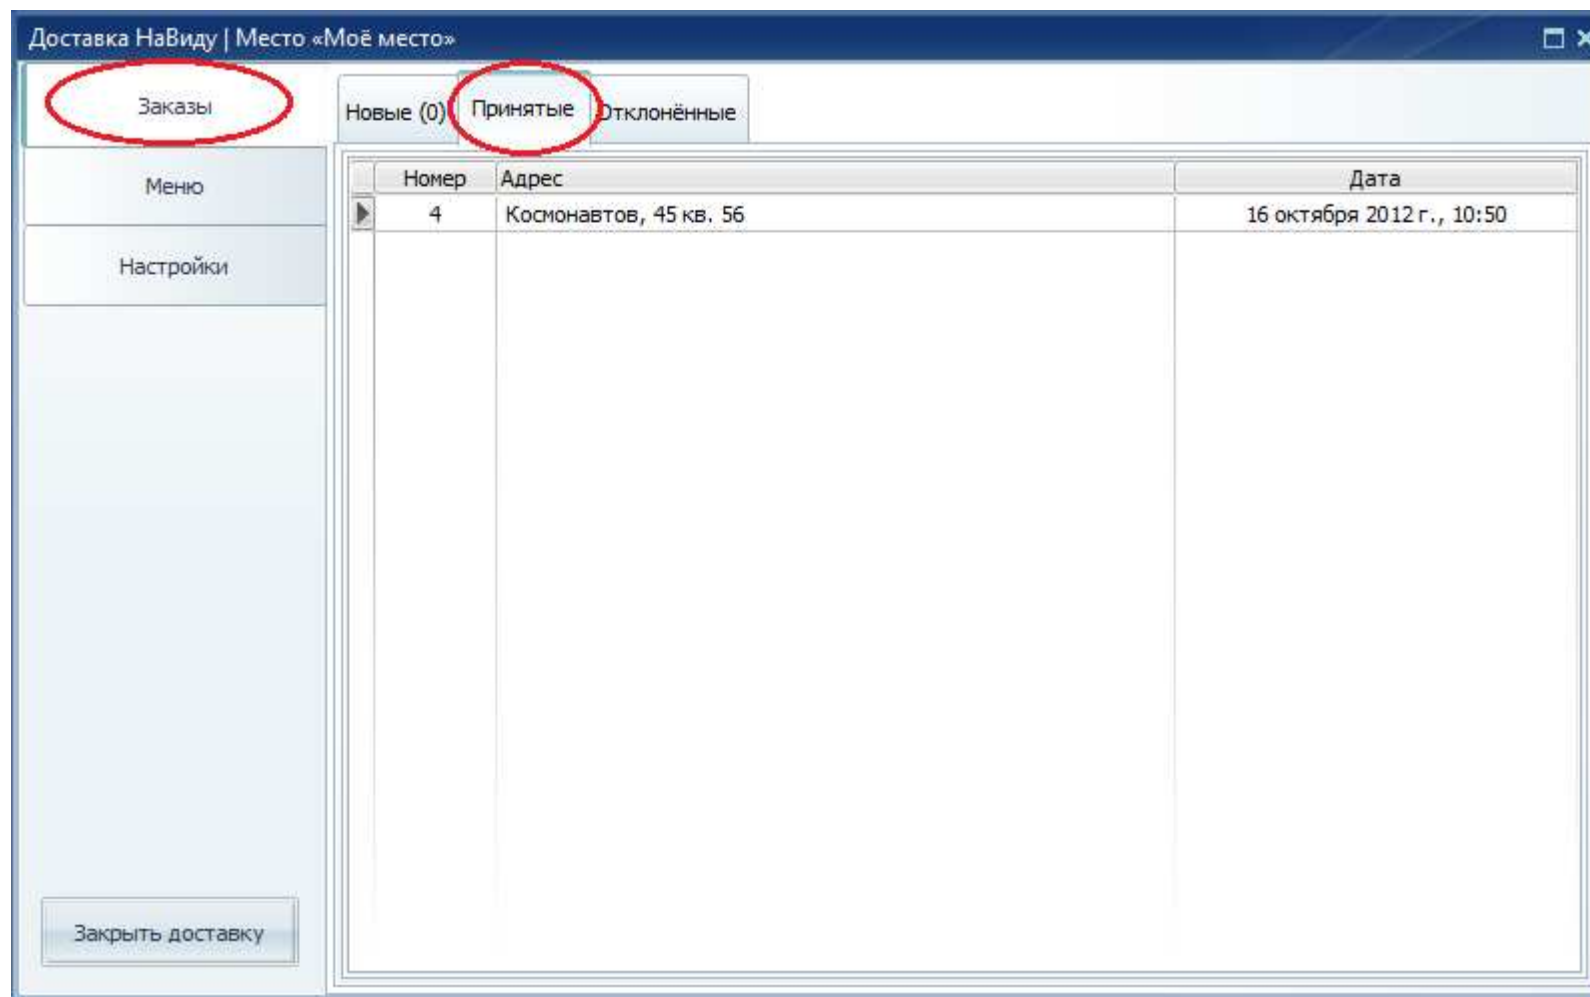 Доставка НаВиду | Место «Моё место»
Заказы
Меню
Настройки
Закрыть доставку
Новые (0) Принятые Отклонённые
Номер Адрес Дата
4 Космонавтов, 45 кв. 56 16 октября 2012 г., 10:50